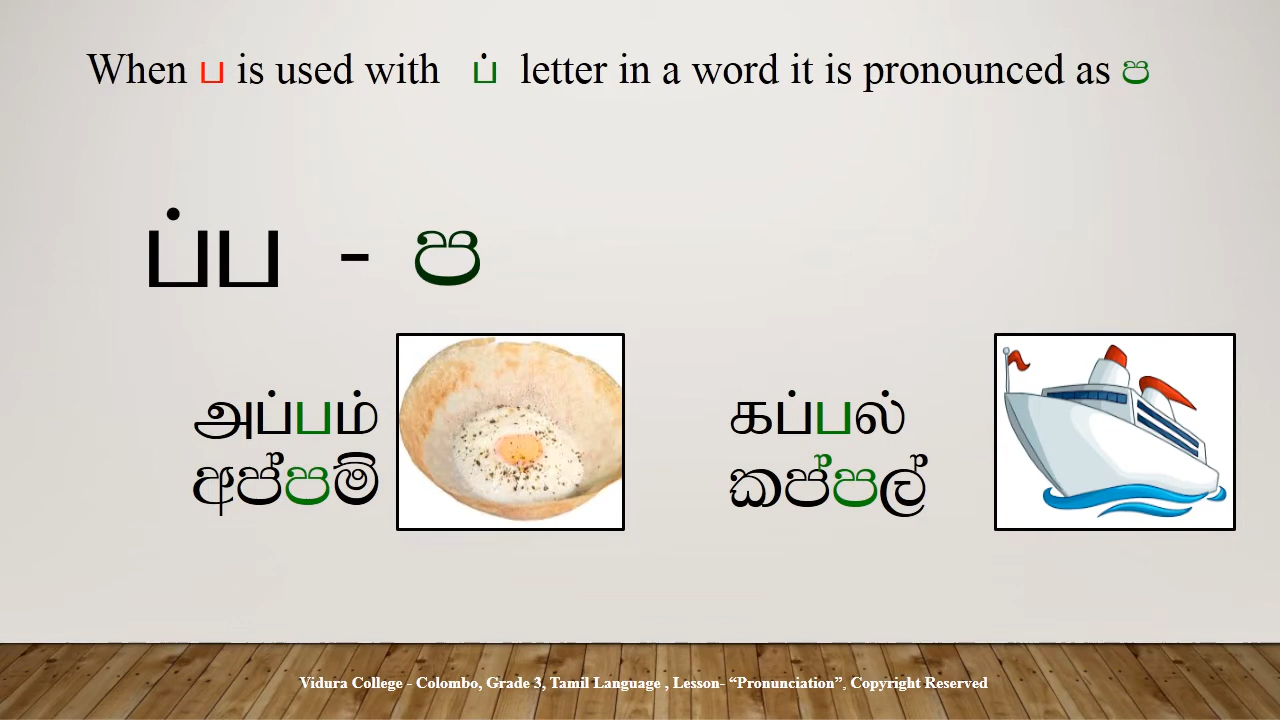 When ப is used with ப் letter in a word it is pronounced as ප
ப்ப - ප
அப்பம்
අප්පම්
கப்பல்
කප්පල්
Vidura College - Colombo, Grade 3, Tamil Language , Lesson- “Pronunciation”, Copyright Reserved